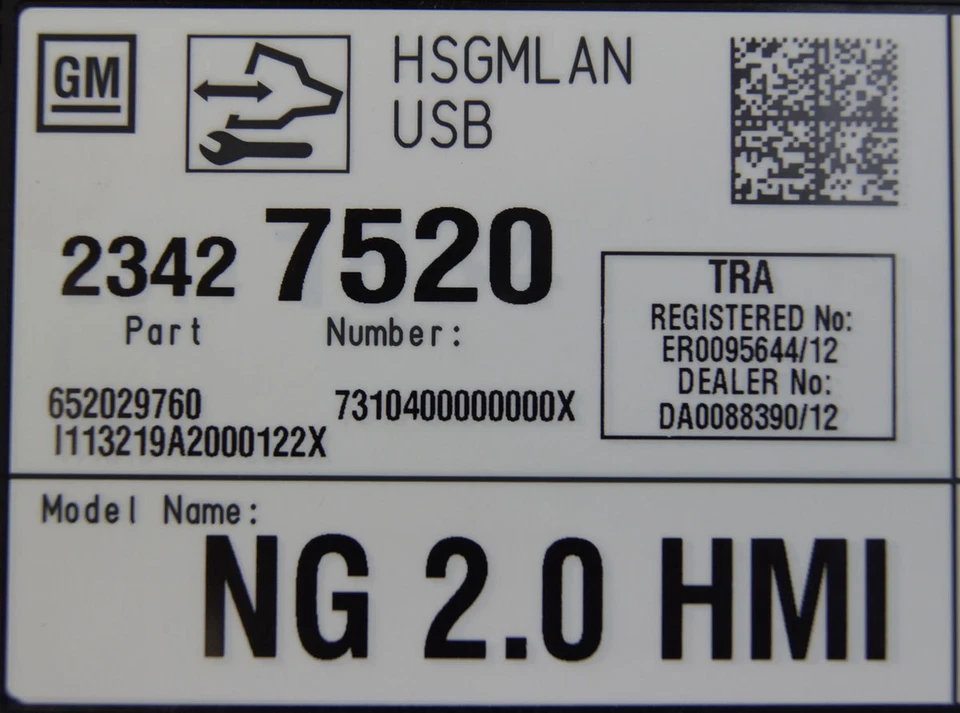 GM
HSGMLAN
USB
2342 7520
Part Number:
652029760 7310400000000X
I113219A2000122X
TRA
REGISTERED No:
ER0095644/12
DEALER No:
DA0088390/12
Model Name:
NG 2.0 HMI